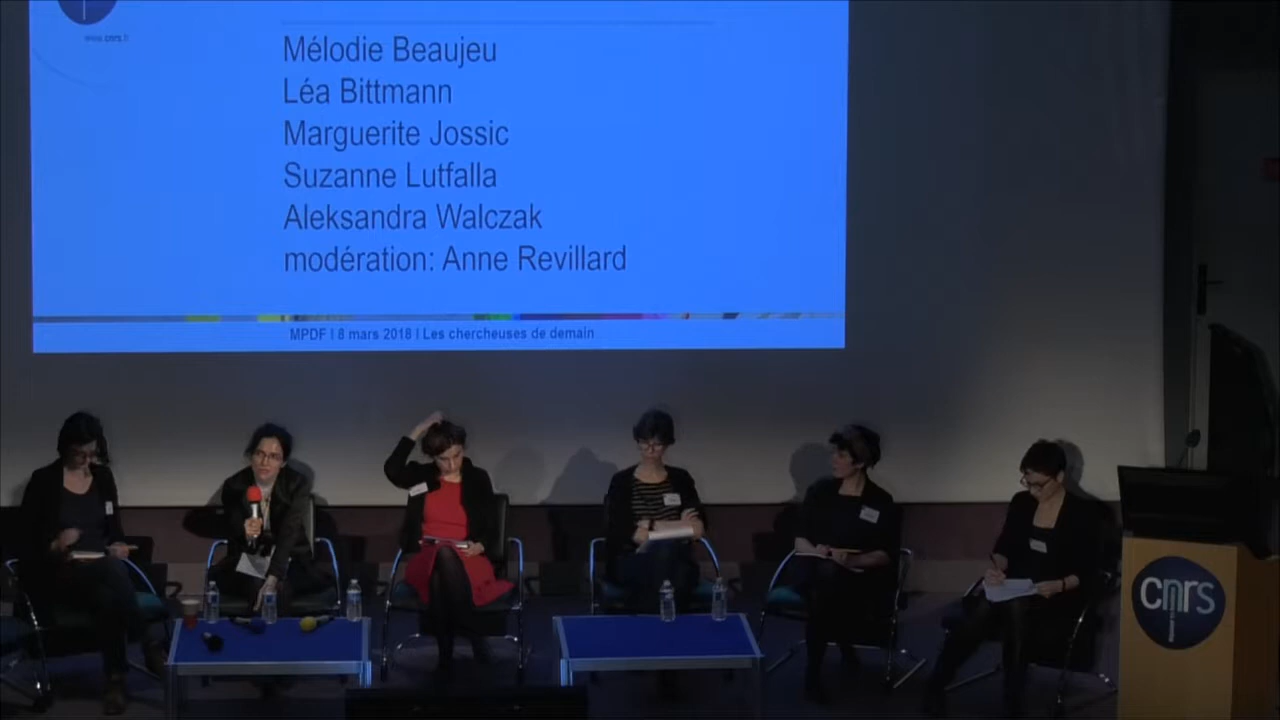 www.cnrs.fr
Mélodie Beaujeu
Léa Bittmann
Marguerite Jossic
Suzanne Lutfalla
Aleksandra Walczak
modération: Anne Revillard
MPDF I 8 mars 2018 I Les chercheuses de demain
cnrs